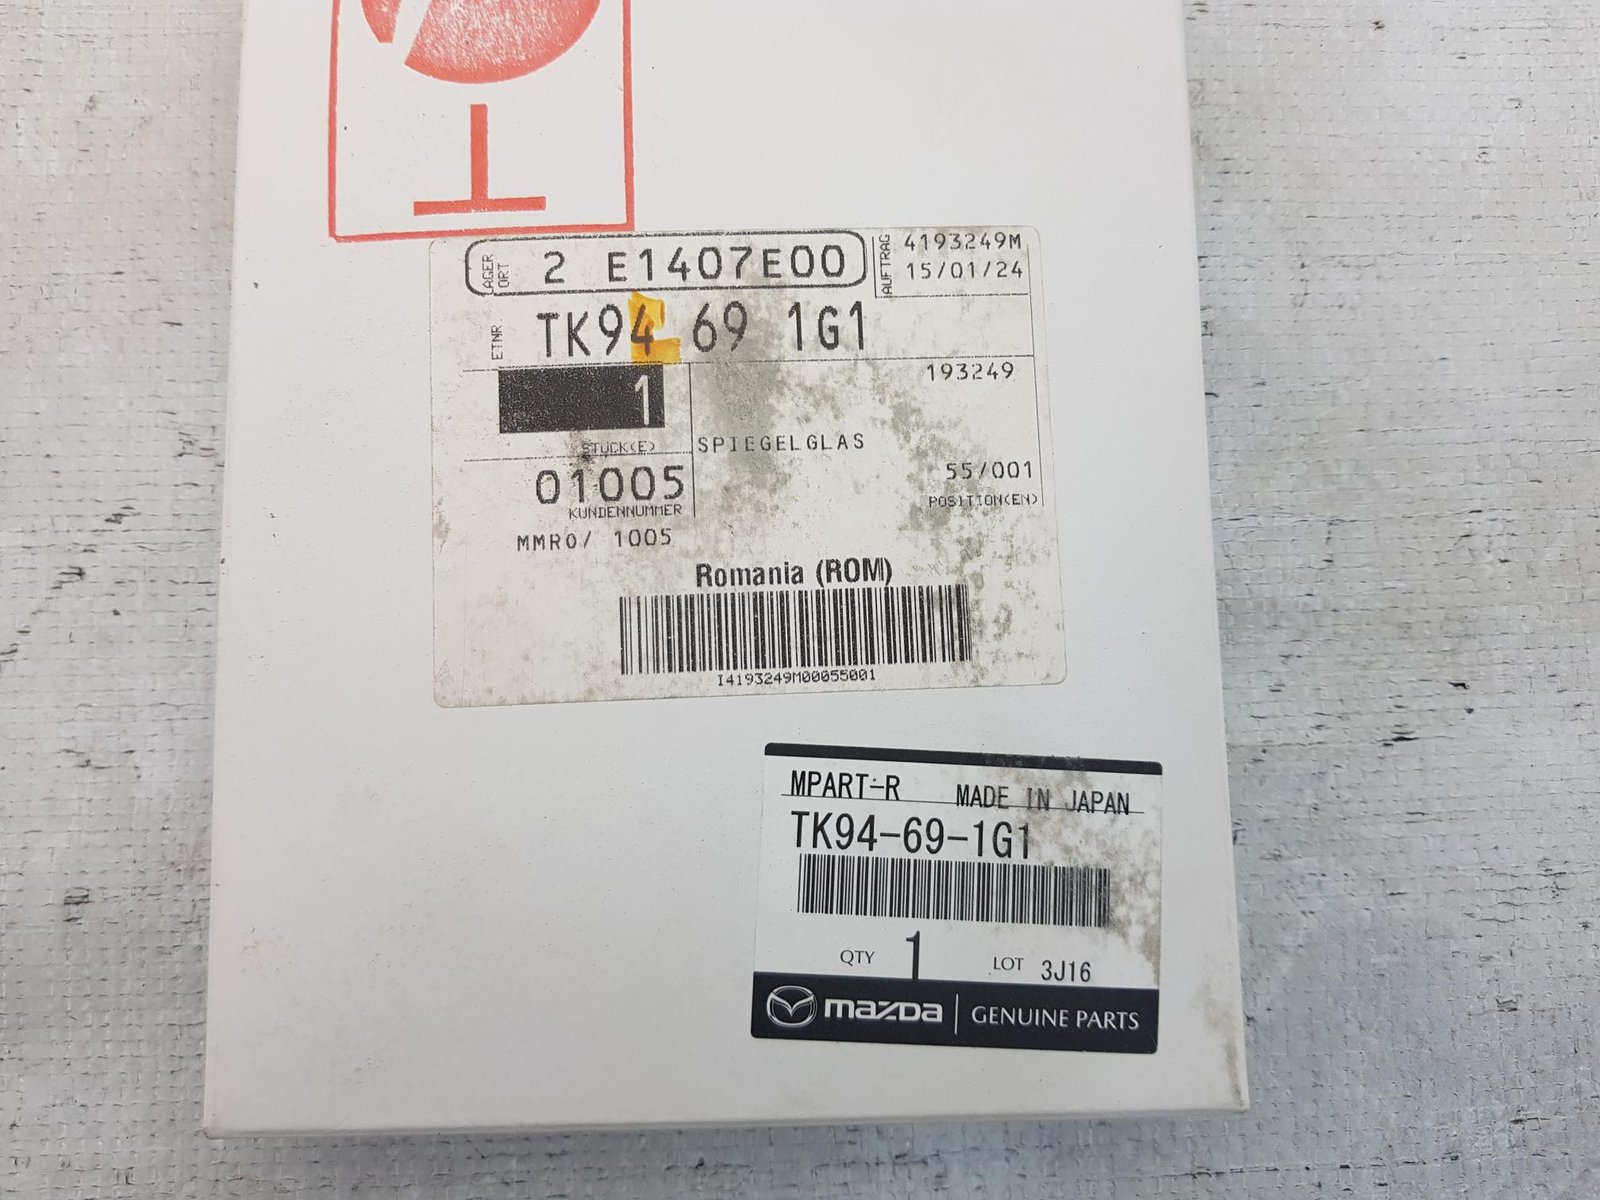 LAGER ORT 2 E1407E00
AUFTRAG 4193249M
15/01/24
ETNR TK94 69 1G1
1
193249
STÜCK(E)
SPIEGELGLAS
01005
55/001
KUNDENNUMMER
POSITION(EN)
MMRO/ 1005
Romania (ROM)
I4193249M00055001
MPART-R MADE IN JAPAN
TK94-69-1G1
QTY 1 LOT 3J16
mazda GENUINE PARTS